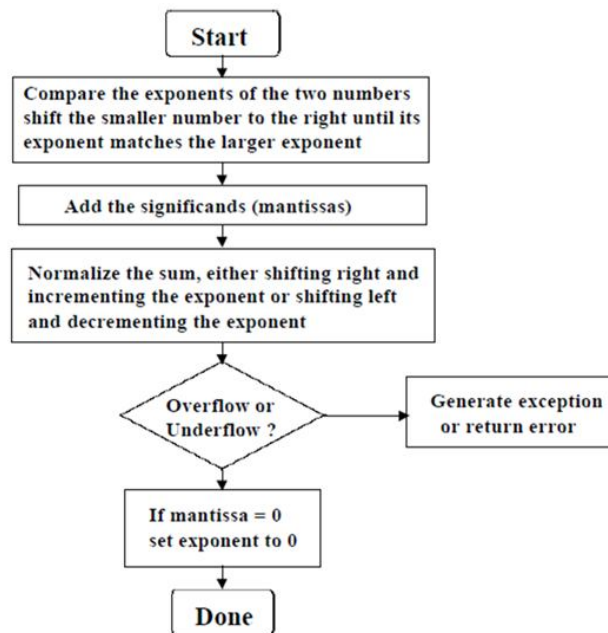 Start
Compare the exponents of the two numbers
shift the smaller number to the right until its
exponent matches the larger exponent
Add the significands (mantissas)
Normalize the sum, either shifting right and
incrementing the exponent or shifting left
and decrementing the exponent
Overflow or
Underflow ?
Generate exception
or return error
If mantissa = 0
set exponent to 0
Done